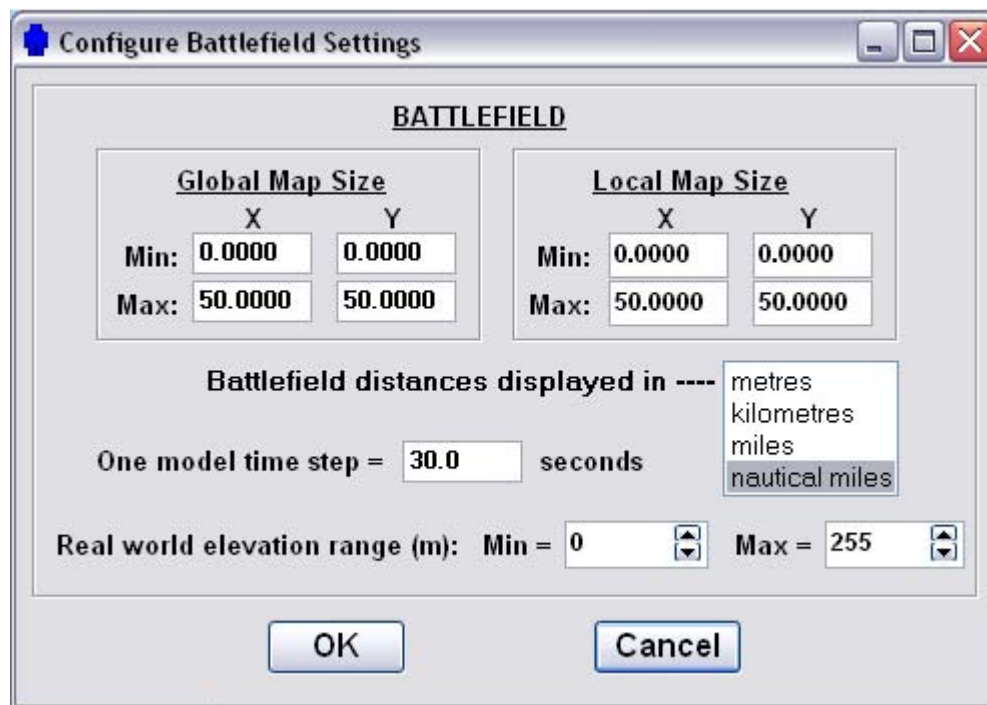 Configure Battlefield Settings
BATTLEFIELD
Global Map Size
X Y
Min: 0.0000 0.0000
Max: 50.0000 50.0000
Local Map Size
X Y
Min: 0.0000 0.0000
Max: 50.0000 50.0000
Battlefield distances displayed in ----
metres
kilometres
miles
nautical miles
One model time step = 30.0 seconds
Real world elevation range (m): Min = 0 Max = 255
OK Cancel